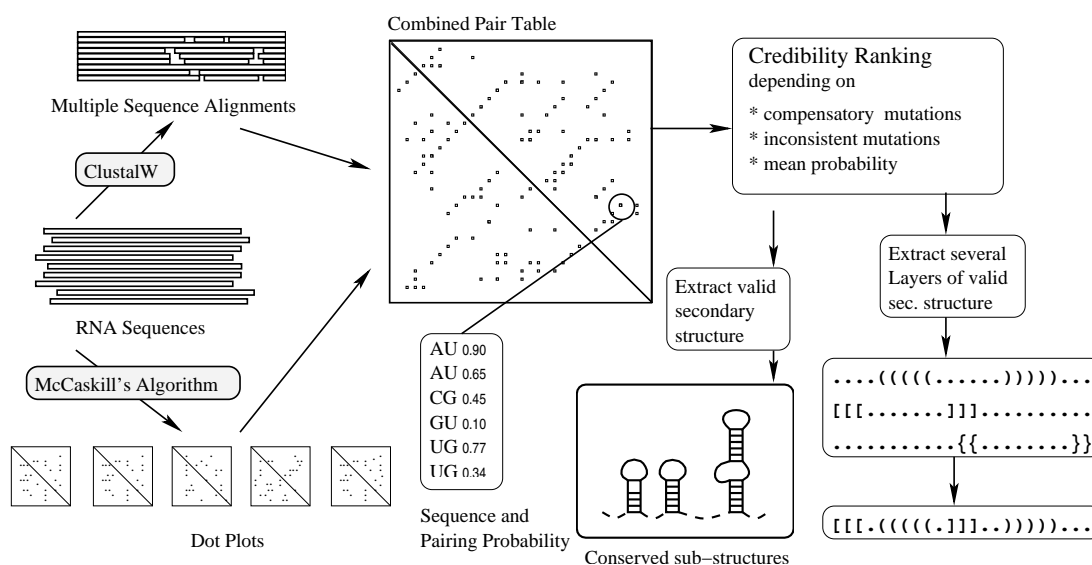 Combined Pair Table
Multiple Sequence Alignments
ClustalW
RNA Sequences
McCaskill's Algorithm
Dot Plots
AU 0.90
AU 0.65
CG 0.45
GU 0.10
UG 0.77
UG 0.34
Sequence and
Pairing Probability
Credibility Ranking
depending on
* compensatory mutations
* inconsistent mutations
* mean probability
Extract valid
secondary
structure
Conserved sub−structures
Extract several
Layers of valid
sec. structure
....(((((......)))))...
[[[.......]]]..........
...........{{........}}
[[[.(((((.]]]..)))))...